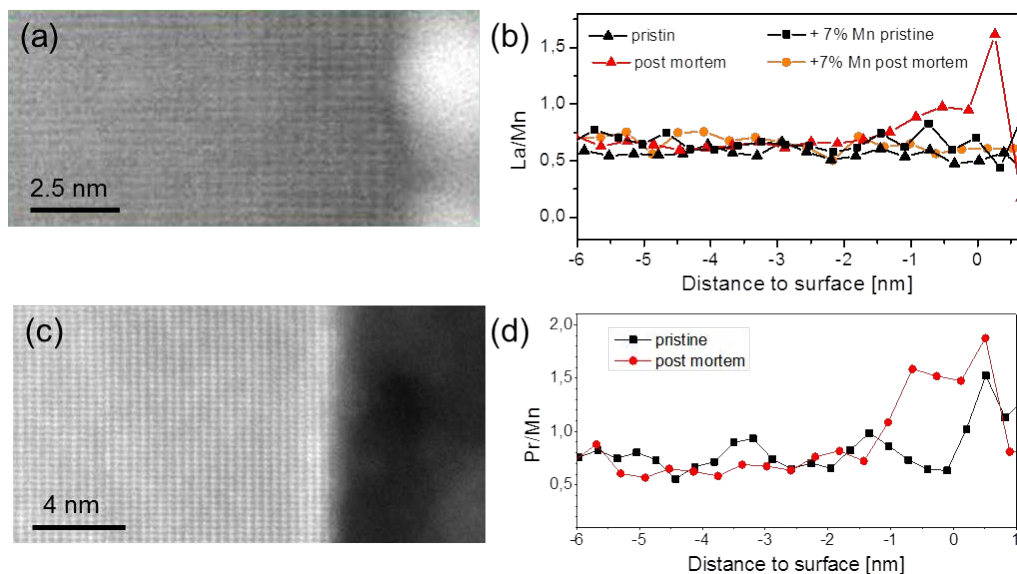 (a)
2.5 nm
(b)
La/Mn
1,5
1,0
0,5
0,0
pristin
post mortem
+ 7% Mn pristine
+7% Mn post mortem
-6 -5 -4 -3 -2 -1 0
Distance to surface [nm]
(c)
4 nm
(d)
Pr/Mn
2,0
1,5
1,0
0,5
pristine
post mortem
-6 -5 -4 -3 -2 -1 0 1
Distance to surface [nm]